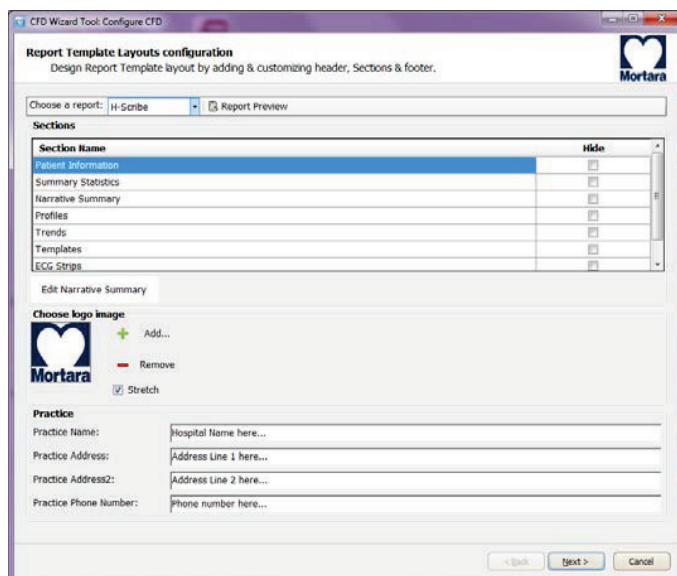 CFD Wizard Tool: Configure CFD
Report Template Layouts configuration
Design Report Template layout by adding & customizing header, Sections & footer.
Mortara
Choose a report: H-Scribe Report Preview
Sections
Section Name Hide
Patient Information
Summary Statistics
Narrative Summary
Profiles
Trends
Templates
ECG Strips
Edit Narrative Summary
Choose logo image
Mortara
Add...
Remove
Stretch
Practice
Practice Name: Hospital Name here...
Practice Address: Address Line 1 here...
Practice Address2: Address Line 2 here...
Practice Phone Number: Phone number here...
< Back Next > Cancel